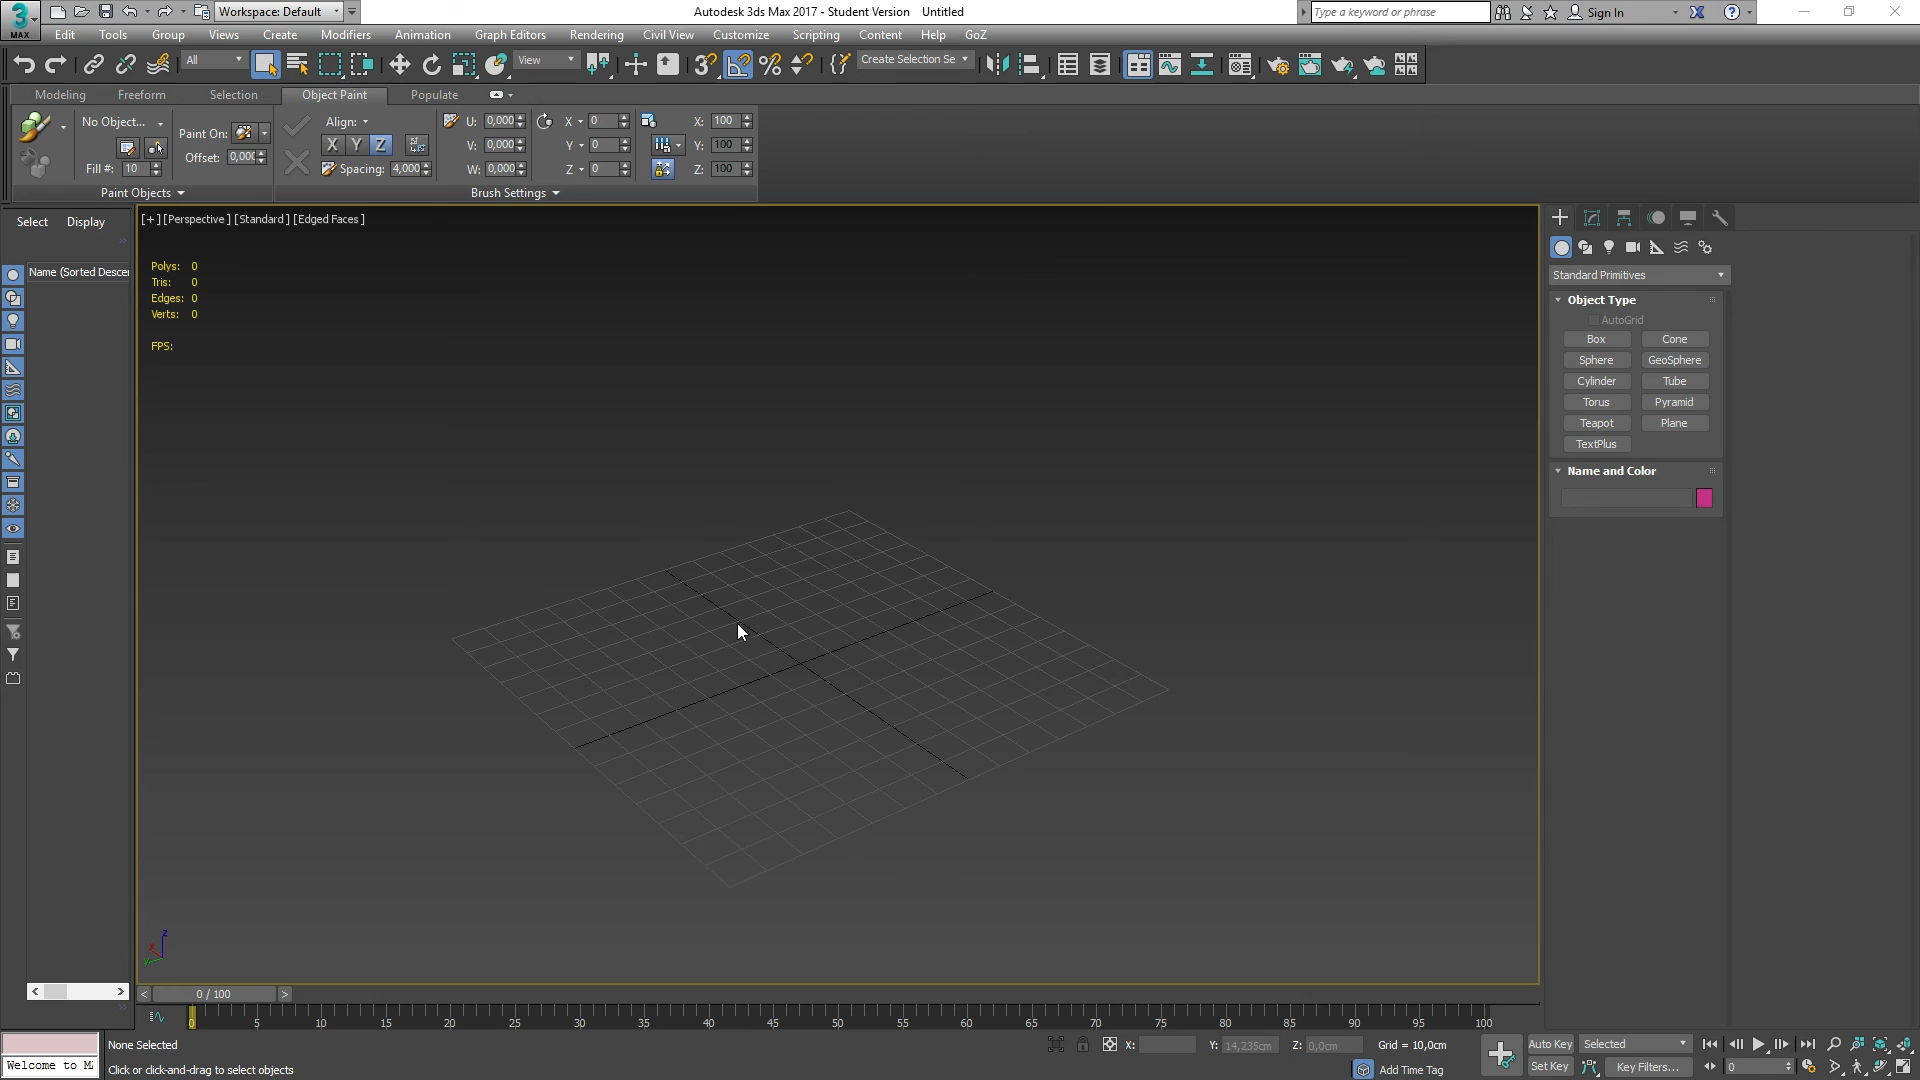 Workspace: Default
Autodesk 3ds Max 2017 - Student Version Untitled
Type a keyword or phrase
Sign In
MAX
Edit Tools Group Views Create Modifiers Animation Graph Editors Rendering Civil View Customize Scripting Content Help GoZ
All
View
Create Selection Se
Modeling Freeform Selection Object Paint Populate
No Object...
Paint On:
Offset: 0,000
Fill #: 10
Paint Objects
Align:
X Y Z
Spacing: 4,000
U: 0,000
V: 0,000
W: 0,000
X 0
Y 0
Z 0
X: 100
Y: 100
Z: 100
Brush Settings
Select Display
Name (Sorted Descen
[+] [Perspective] [Standard] [Edged Faces]
Polys: 0
Tris: 0
Edges: 0
Verts: 0
FPS:
Standard Primitives
Object Type
AutoGrid
Box Cone
Sphere GeoSphere
Cylinder Tube
Torus Pyramid
Teapot Plane
TextPlus
Name and Color
z
x
y
< 0 / 100 >
0 5 10 15 20 25 30 35 40 45 50 55 60 65 70 75 80 85 90 95 100
None Selected
X: Y: 14,235cm Z: 0,0cm Grid = 10,0cm
Auto Key Selected
Welcome to M
Click or click-and-drag to select objects
Add Time Tag
Set Key Key Filters... 0